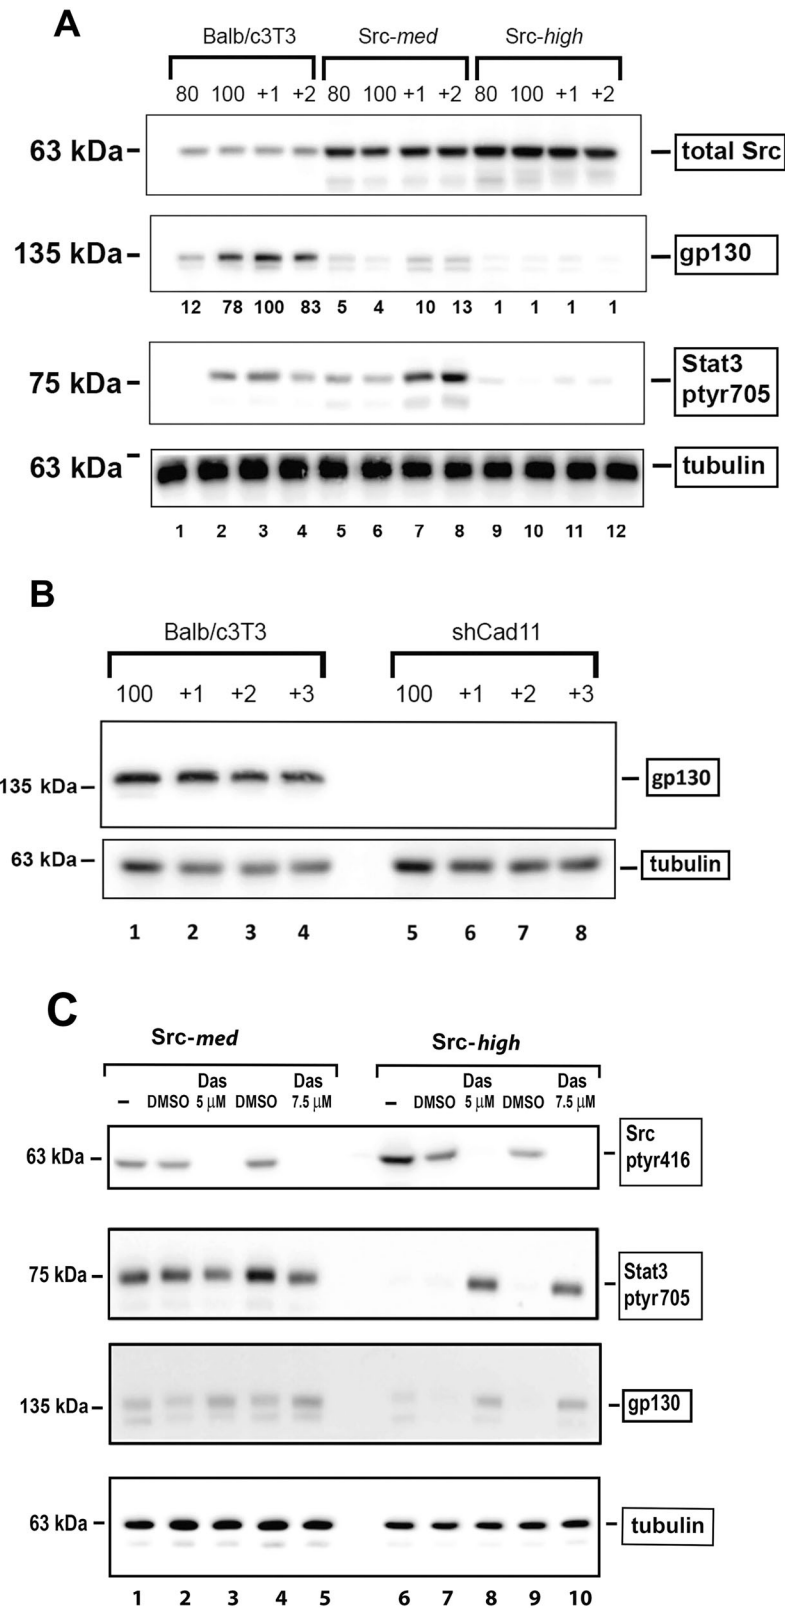 A
Balb/c3T3 Src-med Src-high
80 100 +1 +2 80 100 +1 +2 80 100 +1 +2
63 kDa total Src
135 kDa gp130
12 78 100 83 5 4 10 13 1 1 1 1
75 kDa Stat3
ptyr705
63 kDa tubulin
1 2 3 4 5 6 7 8 9 10 11 12
B
Balb/c3T3 shCad11
100 +1 +2 +3 100 +1 +2 +3
135 kDa gp130
63 kDa tubulin
1 2 3 4 5 6 7 8
C
Src-med Src-high
Das Das Das Das
– DMSO 5 µM DMSO 7.5 µM – DMSO 5 µM DMSO 7.5 µM
63 kDa Src
ptyr416
75 kDa Stat3
ptyr705
135 kDa gp130
63 kDa tubulin
1 2 3 4 5 6 7 8 9 10